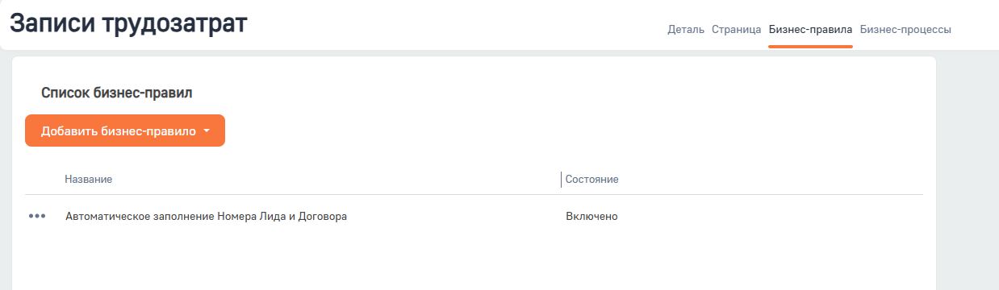 Записи трудозатрат
Деталь Страница Бизнес-правила Бизнес-процессы
Список бизнес-правил
Добавить бизнес-правило
Название Состояние
Автоматическое заполнение Номера Лида и Договора Включено